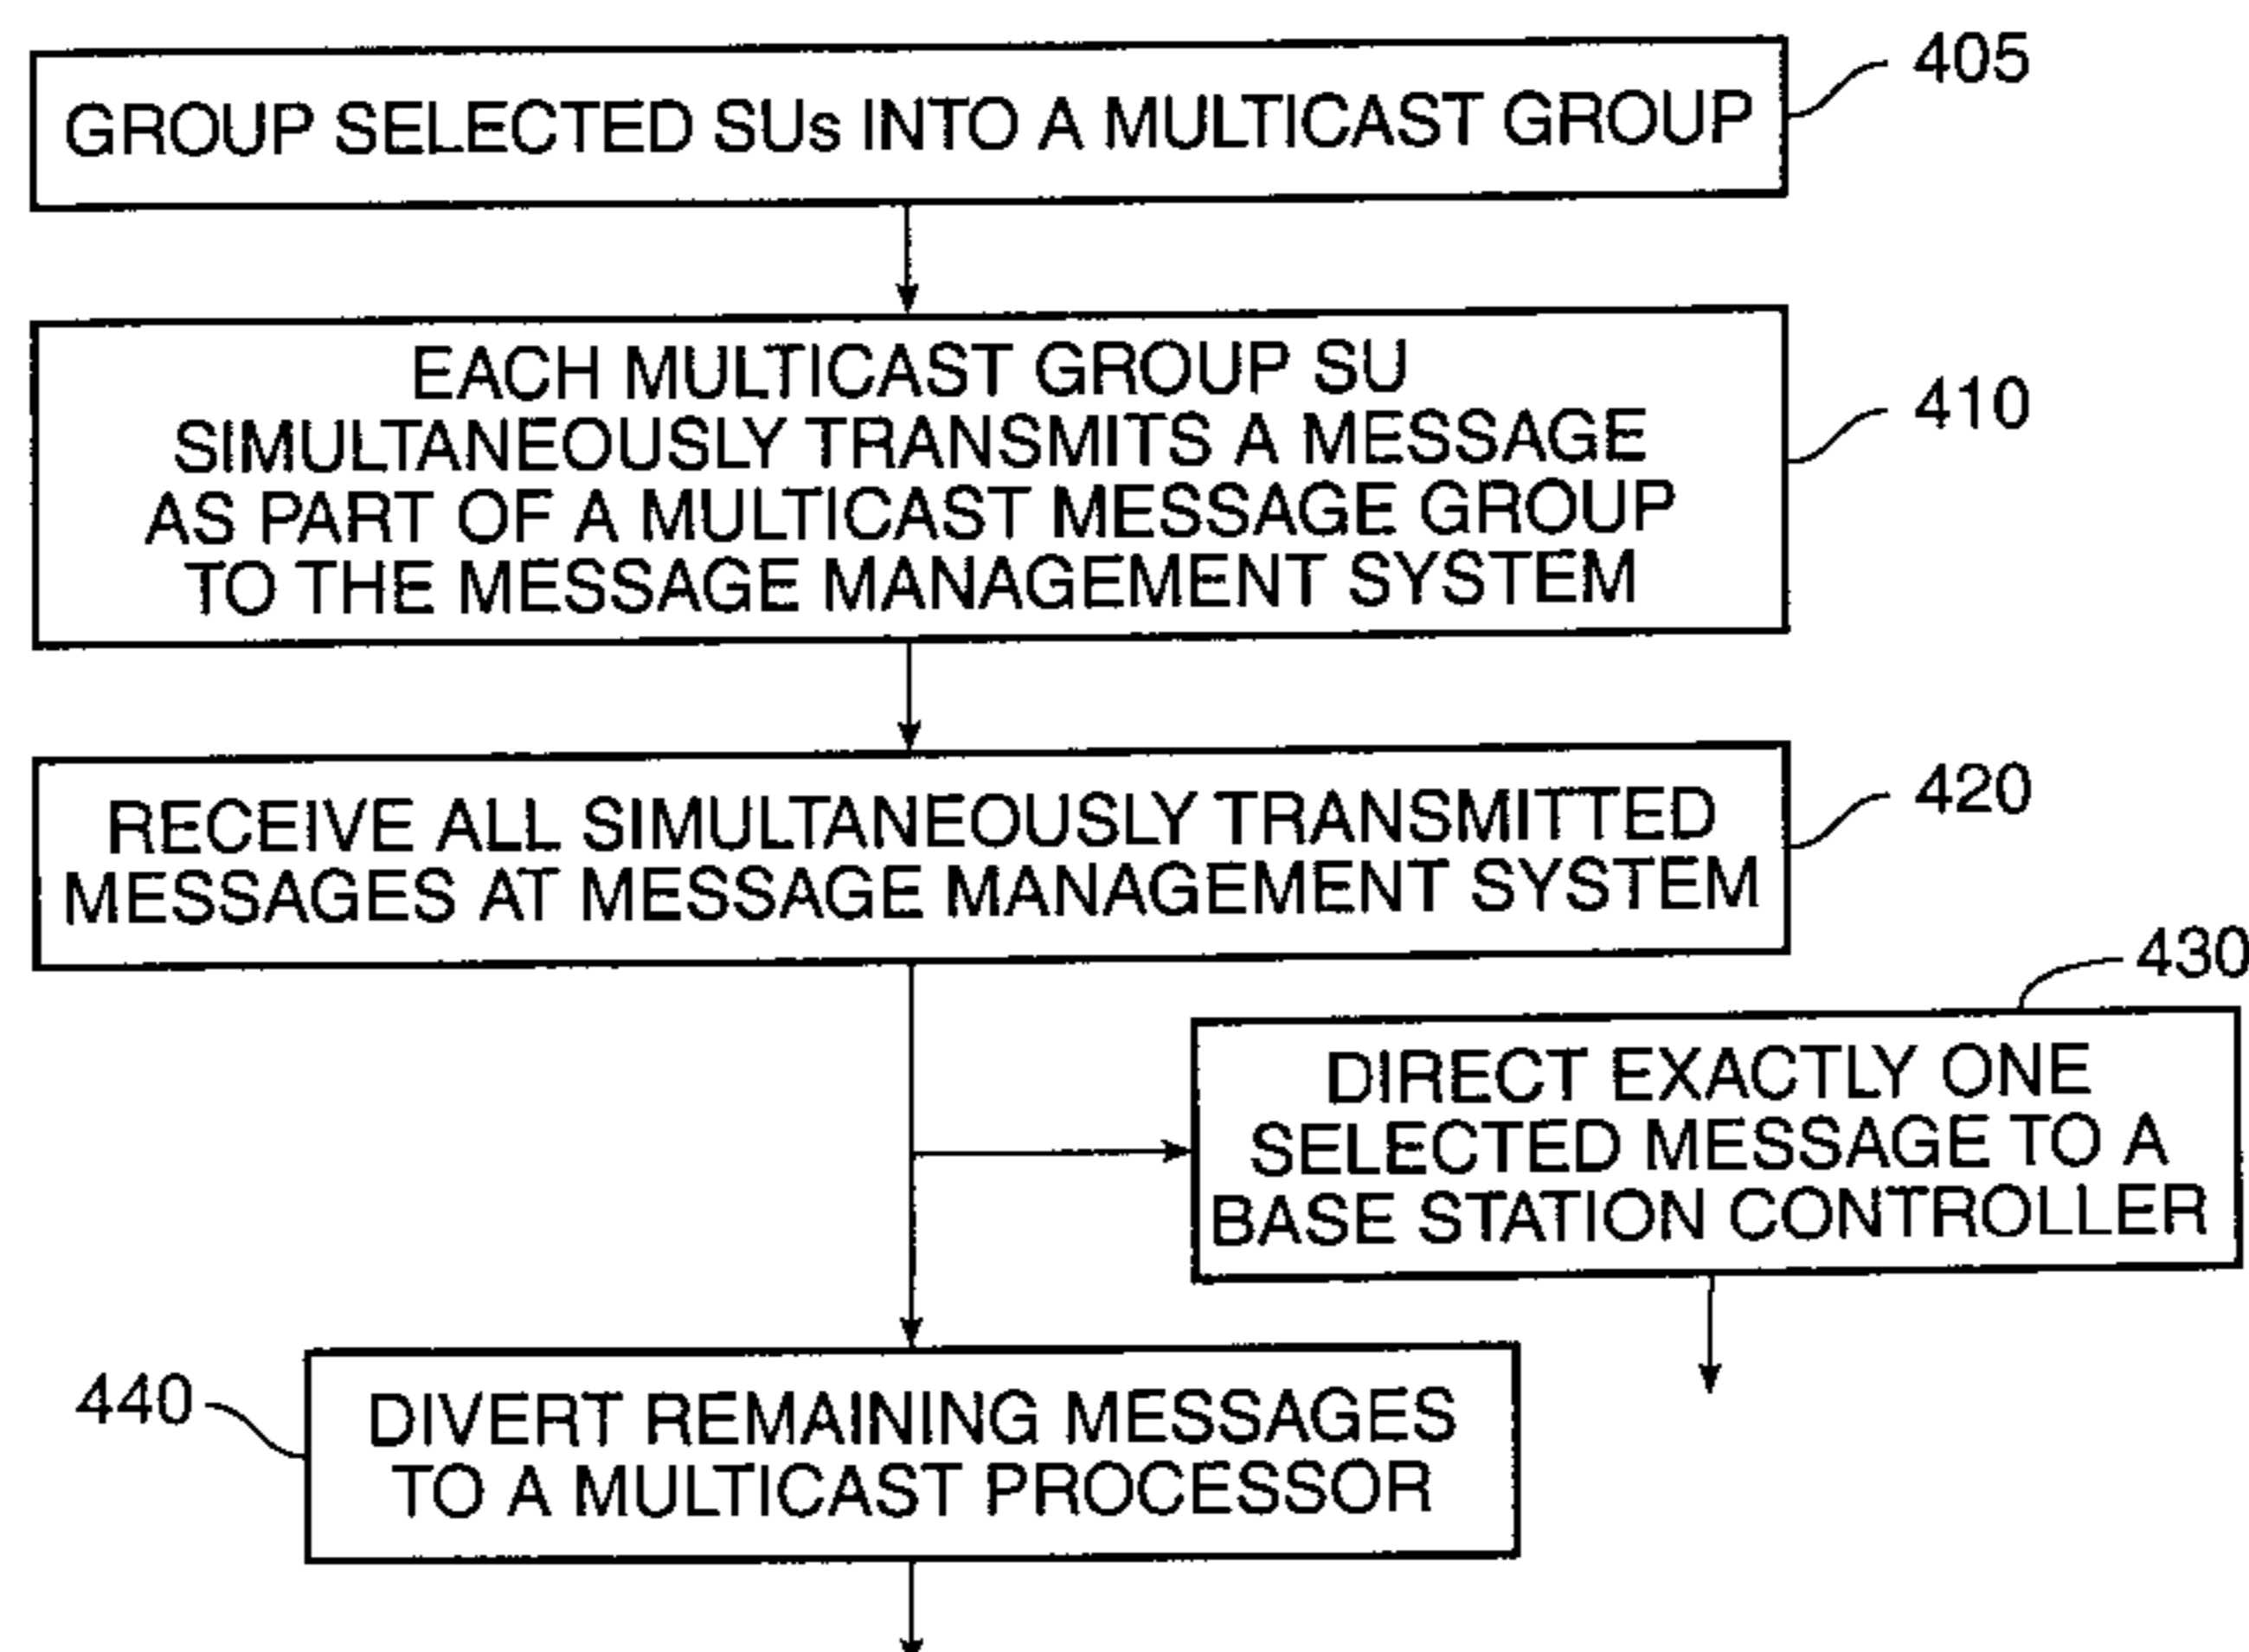 405
GROUP SELECTED SUs INTO A MULTICAST GROUP
EACH MULTICAST GROUP SU
SIMULTANEOUSLY TRANSMITS A MESSAGE
AS PART OF A MULTICAST MESSAGE GROUP
TO THE MESSAGE MANAGEMENT SYSTEM
410
RECEIVE ALL SIMULTANEOUSLY TRANSMITTED
MESSAGES AT MESSAGE MANAGEMENT SYSTEM
420
430
DIRECT EXACTLY ONE
SELECTED MESSAGE TO A
BASE STATION CONTROLLER
440
DIVERT REMAINING MESSAGES
TO A MULTICAST PROCESSOR